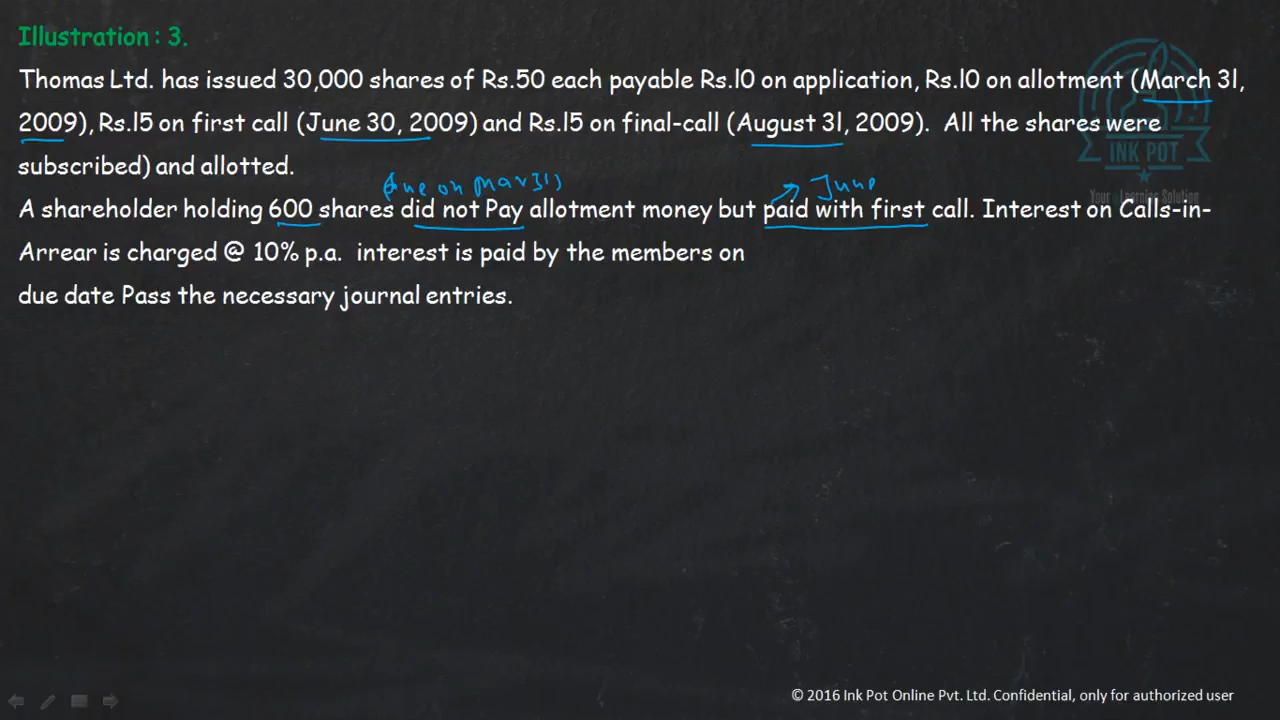 Illustration : 3.
Thomas Ltd. has issued 30,000 shares of Rs.50 each payable Rs.10 on application, Rs.10 on allotment (March 31,
2009), Rs.15 on first call (June 30, 2009) and Rs.15 on final-call (August 31, 2009). All the shares were
subscribed) and allotted.
due on Mar 31)
June
A shareholder holding 600 shares did not Pay allotment money but paid with first call. Interest on Calls-in-
Arrear is charged @ 10% p.a. interest is paid by the members on
due date Pass the necessary journal entries.
INK POT
Your e Learning Solution
© 2016 Ink Pot Online Pvt. Ltd. Confidential, only for authorized user